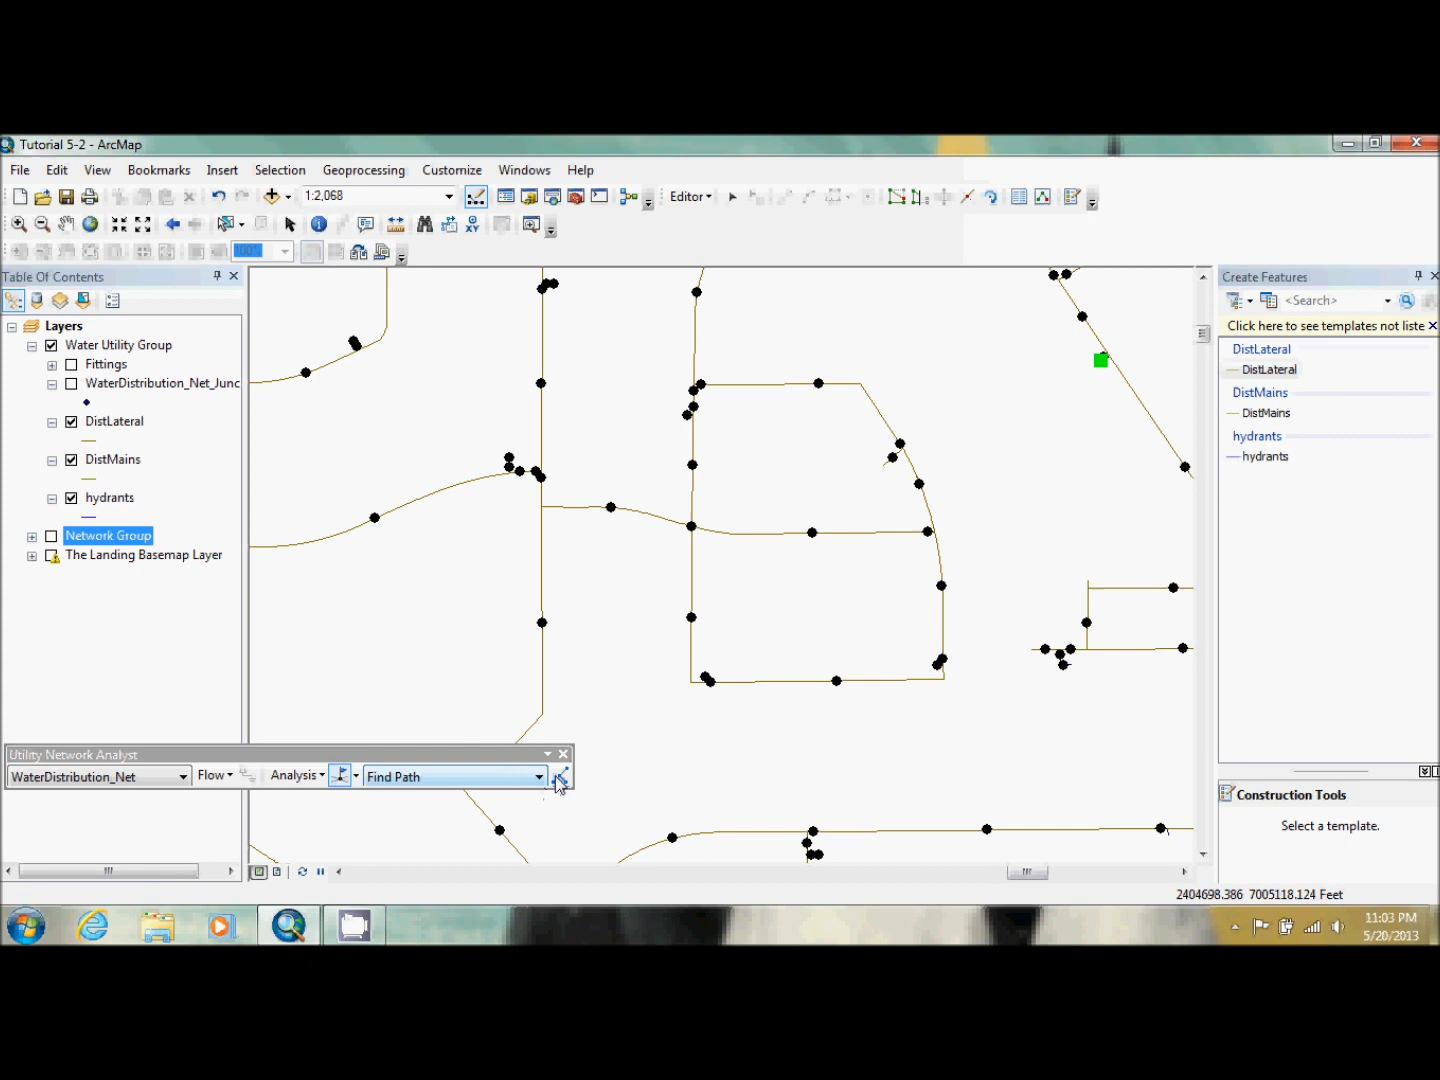 Tutorial 5-2 - ArcMap
File Edit View Bookmarks Insert Selection Geoprocessing Customize Windows Help
1:2,068
Editor
100%
Table Of Contents
Layers
Water Utility Group
Fittings
WaterDistribution_Net_Junc
DistLateral
DistMains
hydrants
Network Group
The Landing Basemap Layer
Utility Network Analyst
WaterDistribution_Net Flow Analysis Find Path
Create Features
<Search>
Click here to see templates not liste
DistLateral
DistLateral
DistMains
DistMains
hydrants
hydrants
Construction Tools
Select a template.
2404698.386 7005118.124 Feet
11:03 PM
5/20/2013